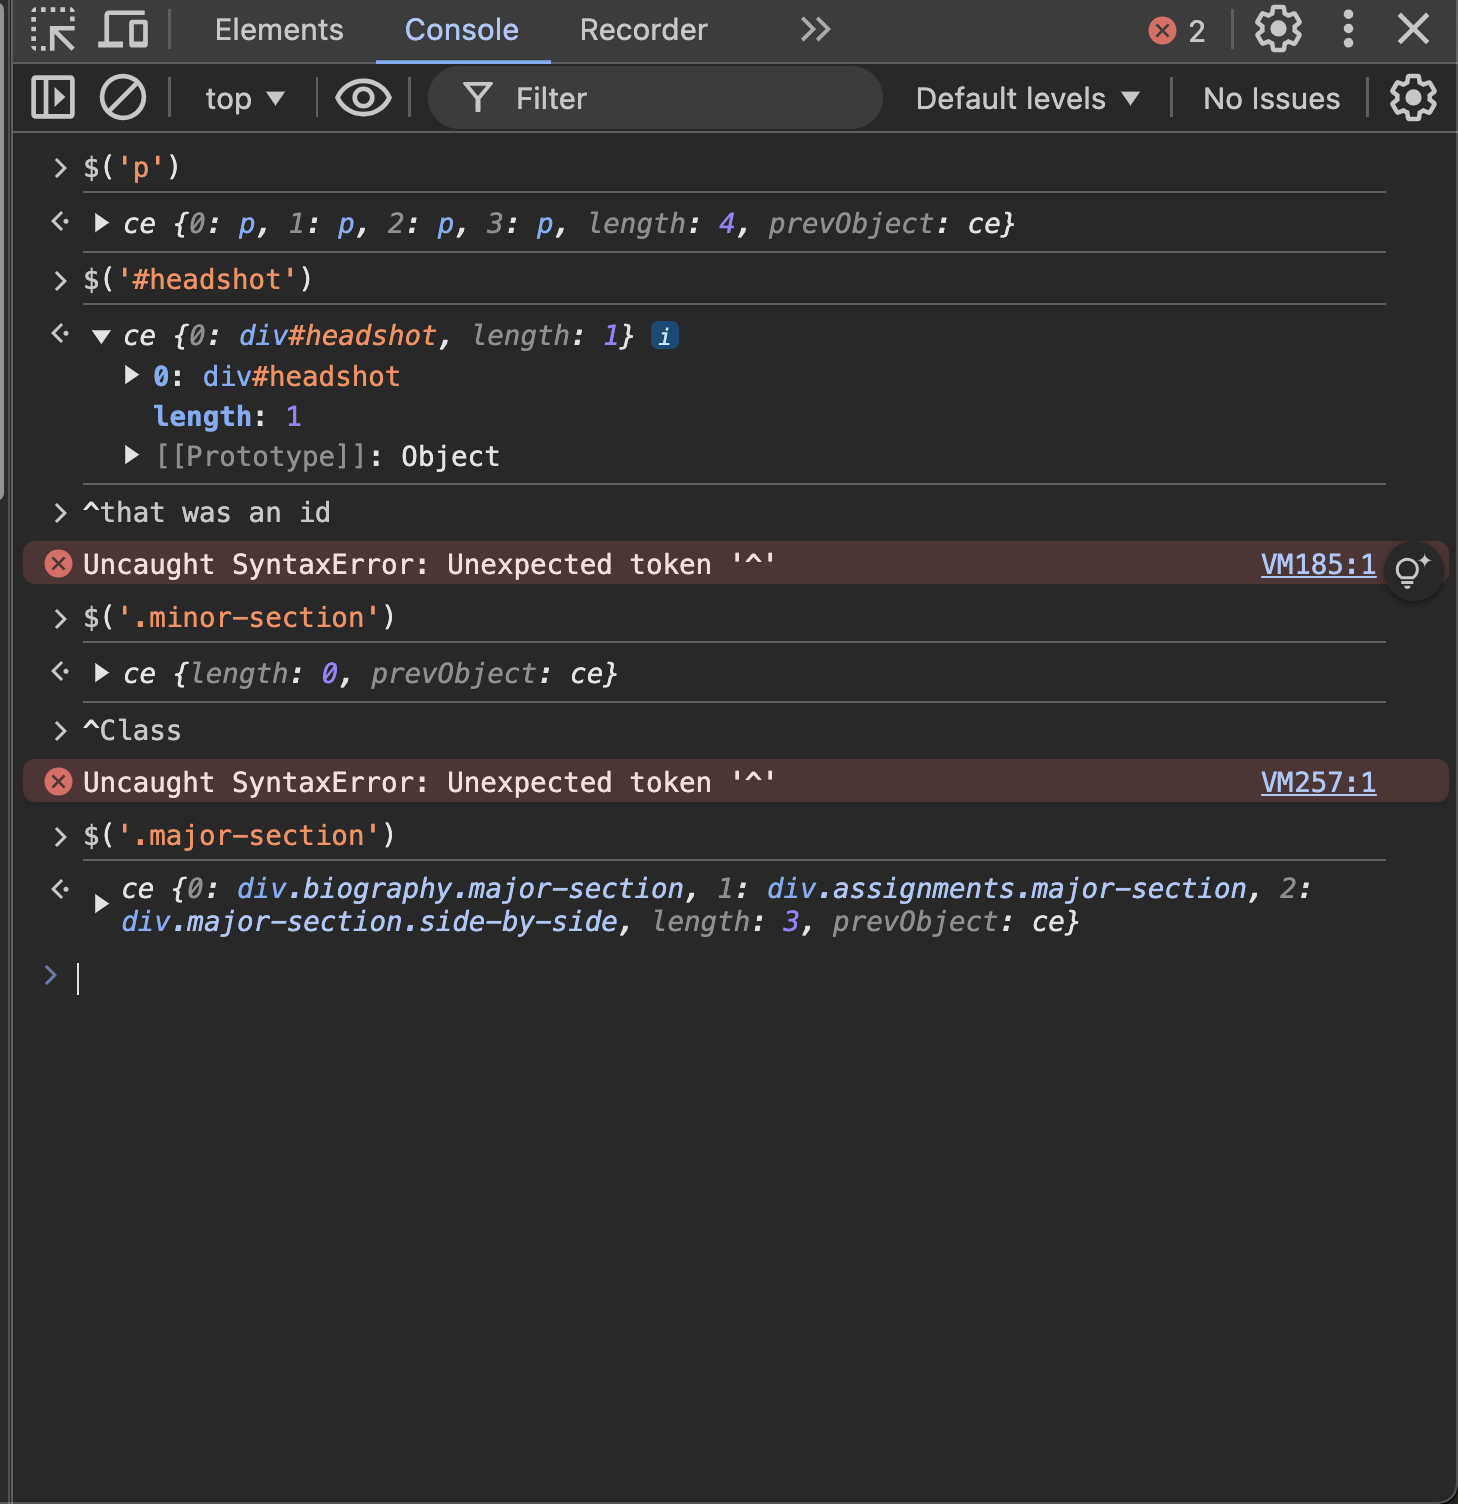 Elements Console Recorder 2
top Filter Default levels No Issues
$('p')
ce {0: p, 1: p, 2: p, 3: p, length: 4, prevObject: ce}
$('#headshot')
ce {0: div#headshot, length: 1} i
0: div#headshot
length: 1
[[Prototype]]: Object
^that was an id
Uncaught SyntaxError: Unexpected token '^' VM185:1
$('.minor-section')
ce {length: 0, prevObject: ce}
^Class
Uncaught SyntaxError: Unexpected token '^' VM257:1
$('.major-section')
ce {0: div.biography.major-section, 1: div.assignments.major-section, 2:
div.major-section.side-by-side, length: 3, prevObject: ce}